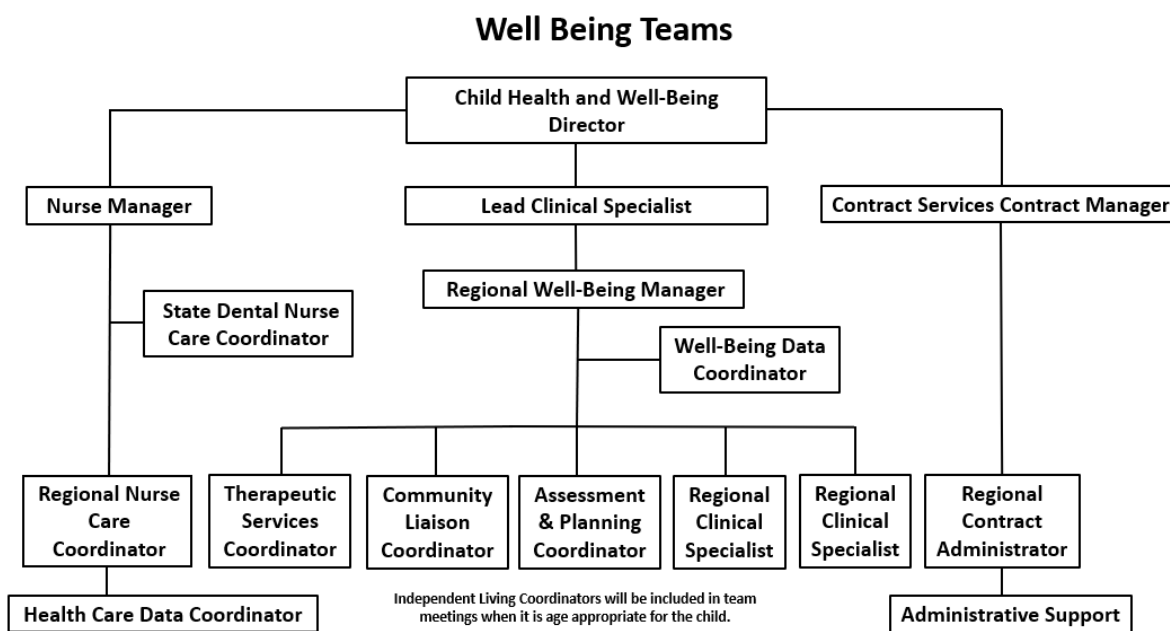 Well Being Teams
Child Health and Well-Being
Director
Nurse Manager
Lead Clinical Specialist
Contract Services Contract Manager
Regional Well-Being Manager
State Dental Nurse
Care Coordinator
Well-Being Data
Coordinator
Regional Nurse
Care
Coordinator
Therapeutic
Services
Coordinator
Community
Liaison
Coordinator
Assessment
& Planning
Coordinator
Regional
Clinical
Specialist
Regional
Clinical
Specialist
Regional
Contract
Administrator
Health Care Data Coordinator
Independent Living Coordinators will be included in team
meetings when it is age appropriate for the child.
Administrative Support